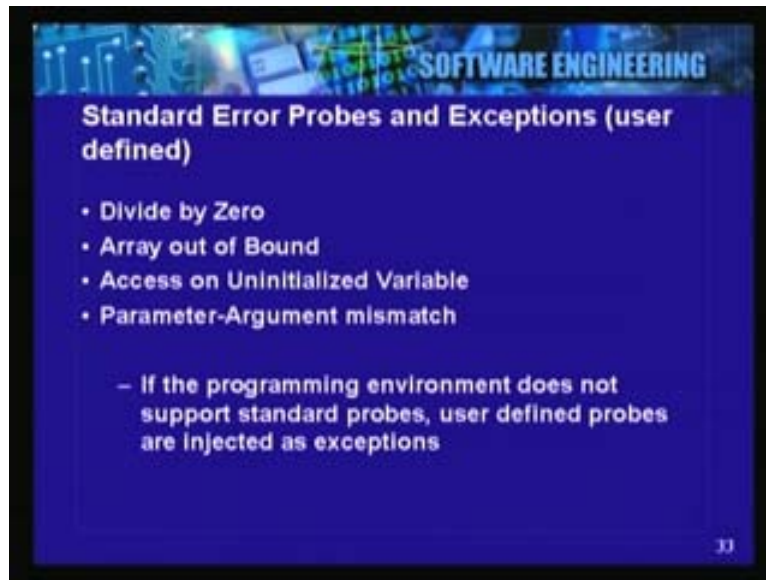 SOFTWARE ENGINEERING
Standard Error Probes and Exceptions (user
defined)
• Divide by Zero
• Array out of Bound
• Access on Uninitialized Variable
• Parameter-Argument mismatch
– If the programming environment does not
support standard probes, user defined probes
are injected as exceptions
33